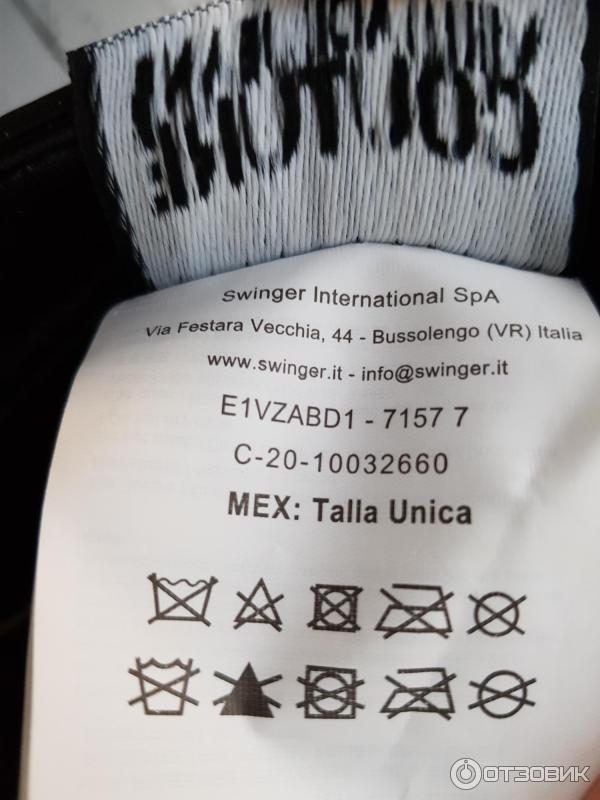 Swinger International SpA
Via Festara Vecchia, 44 - Bussolengo (VR) Italia
www.swinger.it - info@swinger.it
E1VZABD1 - 7157 7
C-20-10032660
MEX: Talla Unica
ОТЗОВИК